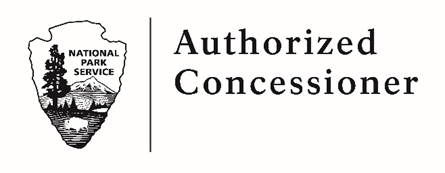 NATIONAL
PARK
SERVICE
Authorized
Concessioner